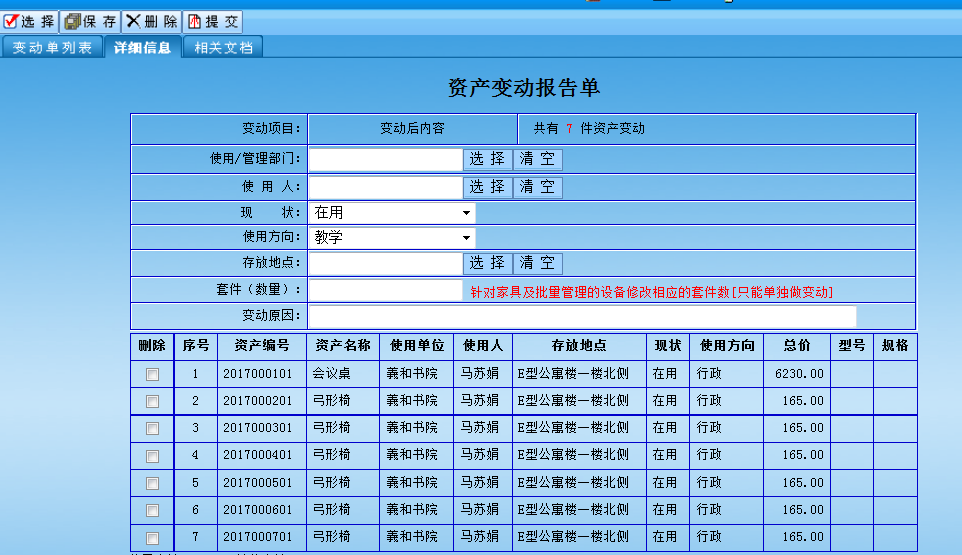 选 择 保 存 删 除 提 交
变动单列表 详细信息 相关文档
资产变动报告单
变动项目: 变动后内容 共有 7 件资产变动
使用/管理部门: 选 择 清 空
使 用 人: 选 择 清 空
现 状: 在用
使用方向: 教学
存放地点: 选 择 清 空
套件（数量）:  针对家具及批量管理的设备修改相应的套件数[只能单独做变动]
变动原因:
删除 序号 资产编号 资产名称 使用单位 使用人 存放地点 现状 使用方向 总价 型号 规格
1 2017000101 会议桌 義和书院 马苏娟 E型公寓楼一楼北侧 在用 行政 6230.00
2 2017000201 弓形椅 義和书院 马苏娟 E型公寓楼一楼北侧 在用 行政 165.00
3 2017000301 弓形椅 義和书院 马苏娟 E型公寓楼一楼北侧 在用 行政 165.00
4 2017000401 弓形椅 義和书院 马苏娟 E型公寓楼一楼北侧 在用 行政 165.00
5 2017000501 弓形椅 義和书院 马苏娟 E型公寓楼一楼北侧 在用 行政 165.00
6 2017000601 弓形椅 義和书院 马苏娟 E型公寓楼一楼北侧 在用 行政 165.00
7 2017000701 弓形椅 義和书院 马苏娟 E型公寓楼一楼北侧 在用 行政 165.00